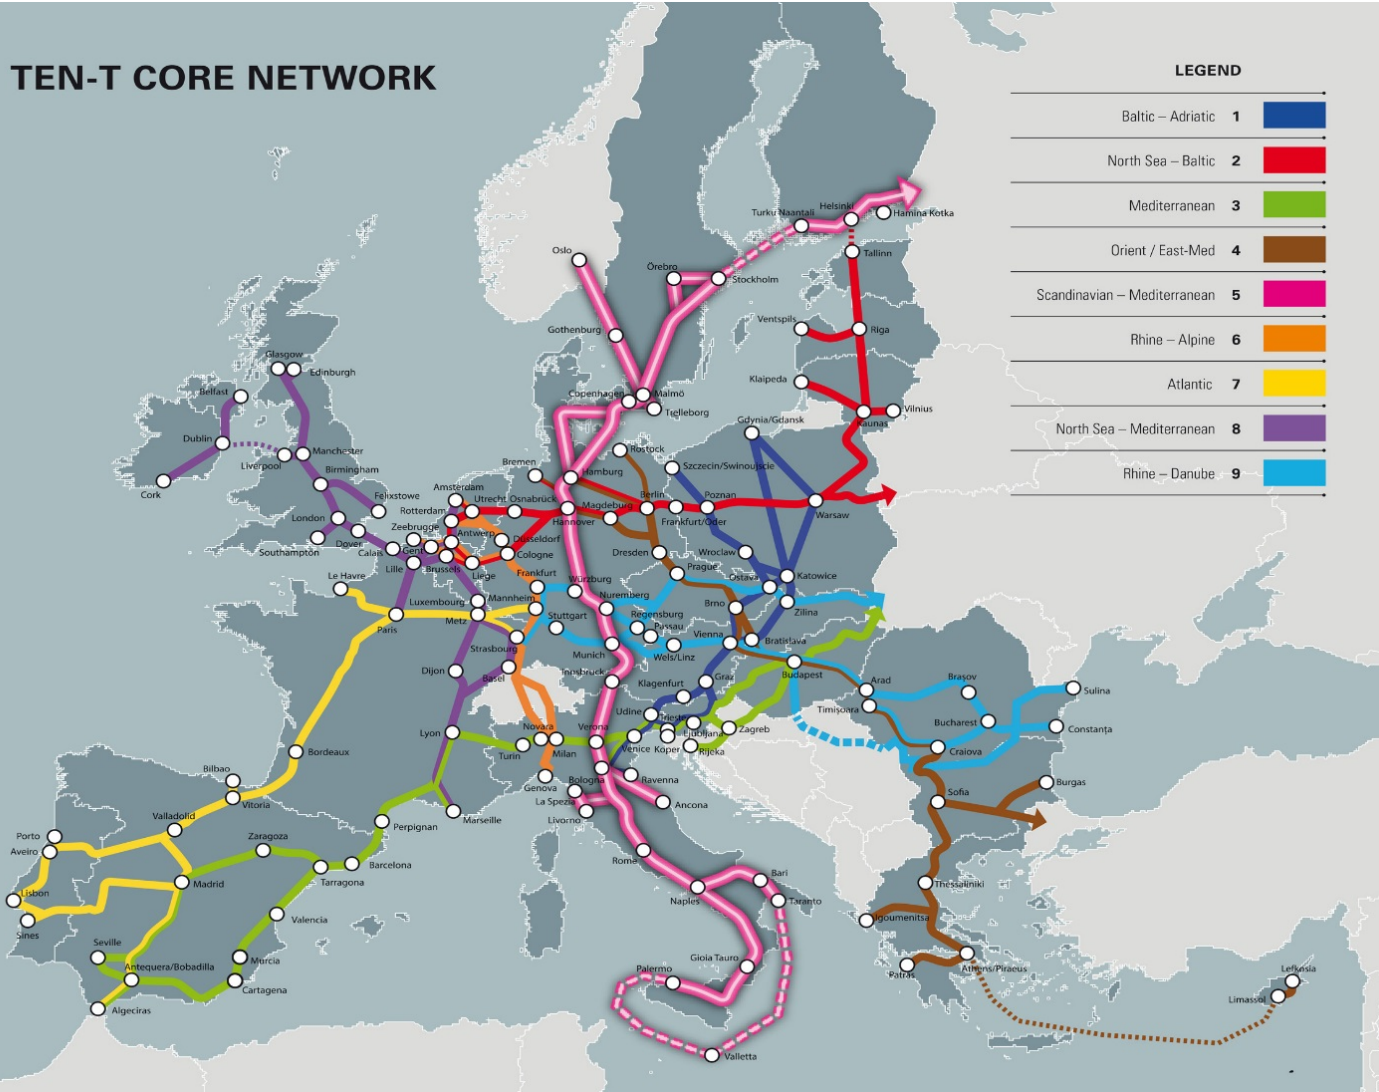 TEN-T CORE NETWORK
LEGEND
Baltic – Adriatic 1
North Sea – Baltic 2
Mediterranean 3
Orient / East-Med 4
Scandinavian – Mediterranean 5
Rhine – Alpine 6
Atlantic 7
North Sea – Mediterranean 8
Rhine – Danube 9
Helsinki
Turku Naantali
Hamina Kotka
Oslo
Tallinn
Örebro
Stockholm
Ventspils
Riga
Gothenburg
Glasgow
Edinburgh
Klaipeda
Belfast
Copenhagen
Malmö
Trelleborg
Vilnius
Kaunas
Gdynia/Gdansk
Dublin
Manchester
Liverpool
Rostock
Bremen
Hamburg
Szczecin/Swinoujscie
Birmingham
Cork
Amsterdam
Felixstowe
Utrecht
Osnabrück
Berlin
Poznan
Magdeburg
Rotterdam
London
Hannover
Frankfurt/Oder
Warsaw
Zeebrugge
Antwerp
Düsseldorf
Southampton
Dover
Calais
Gent
Cologne
Dresden
Wroclaw
Lille
Brussels
Liege
Prague
Le Havre
Frankfurt
Würzburg
Ostava
Katowice
Luxembourg
Mannheim
Nuremberg
Brno
Zilina
Metz
Stuttgart
Regensburg
Paris
Passau
Vienna
Bratislava
Strasbourg
Munich
Wels/Linz
Dijon
Basel
Innsbruck
Klagenfurt
Graz
Budapest
Arad
Braşov
Sulina
Timişoara
Udine
Trieste
Bucharest
Constanţa
Lyon
Novara
Verona
Ljubljana
Zagreb
Turin
Milan
Venice
Koper
Rijeka
Craiova
Bordeaux
Bilbao
Genova
Bologna
Ravenna
Burgas
Vitoria
La Spezia
Ancona
Sofia
Livorno
Marseille
Valladolid
Perpignan
Porto
Aveiro
Zaragoza
Rome
Barcelona
Bari
Madrid
Tarragona
Thessaliniki
Lisbon
Naples
Taranto
Sines
Valencia
Igoumenitsa
Seville
Murcia
Gioia Tauro
Antequera/Bobadilla
Palermo
Patras
Athens/Piraeus
Lefkosia
Cartagena
Limassol
Algeciras
Valletta